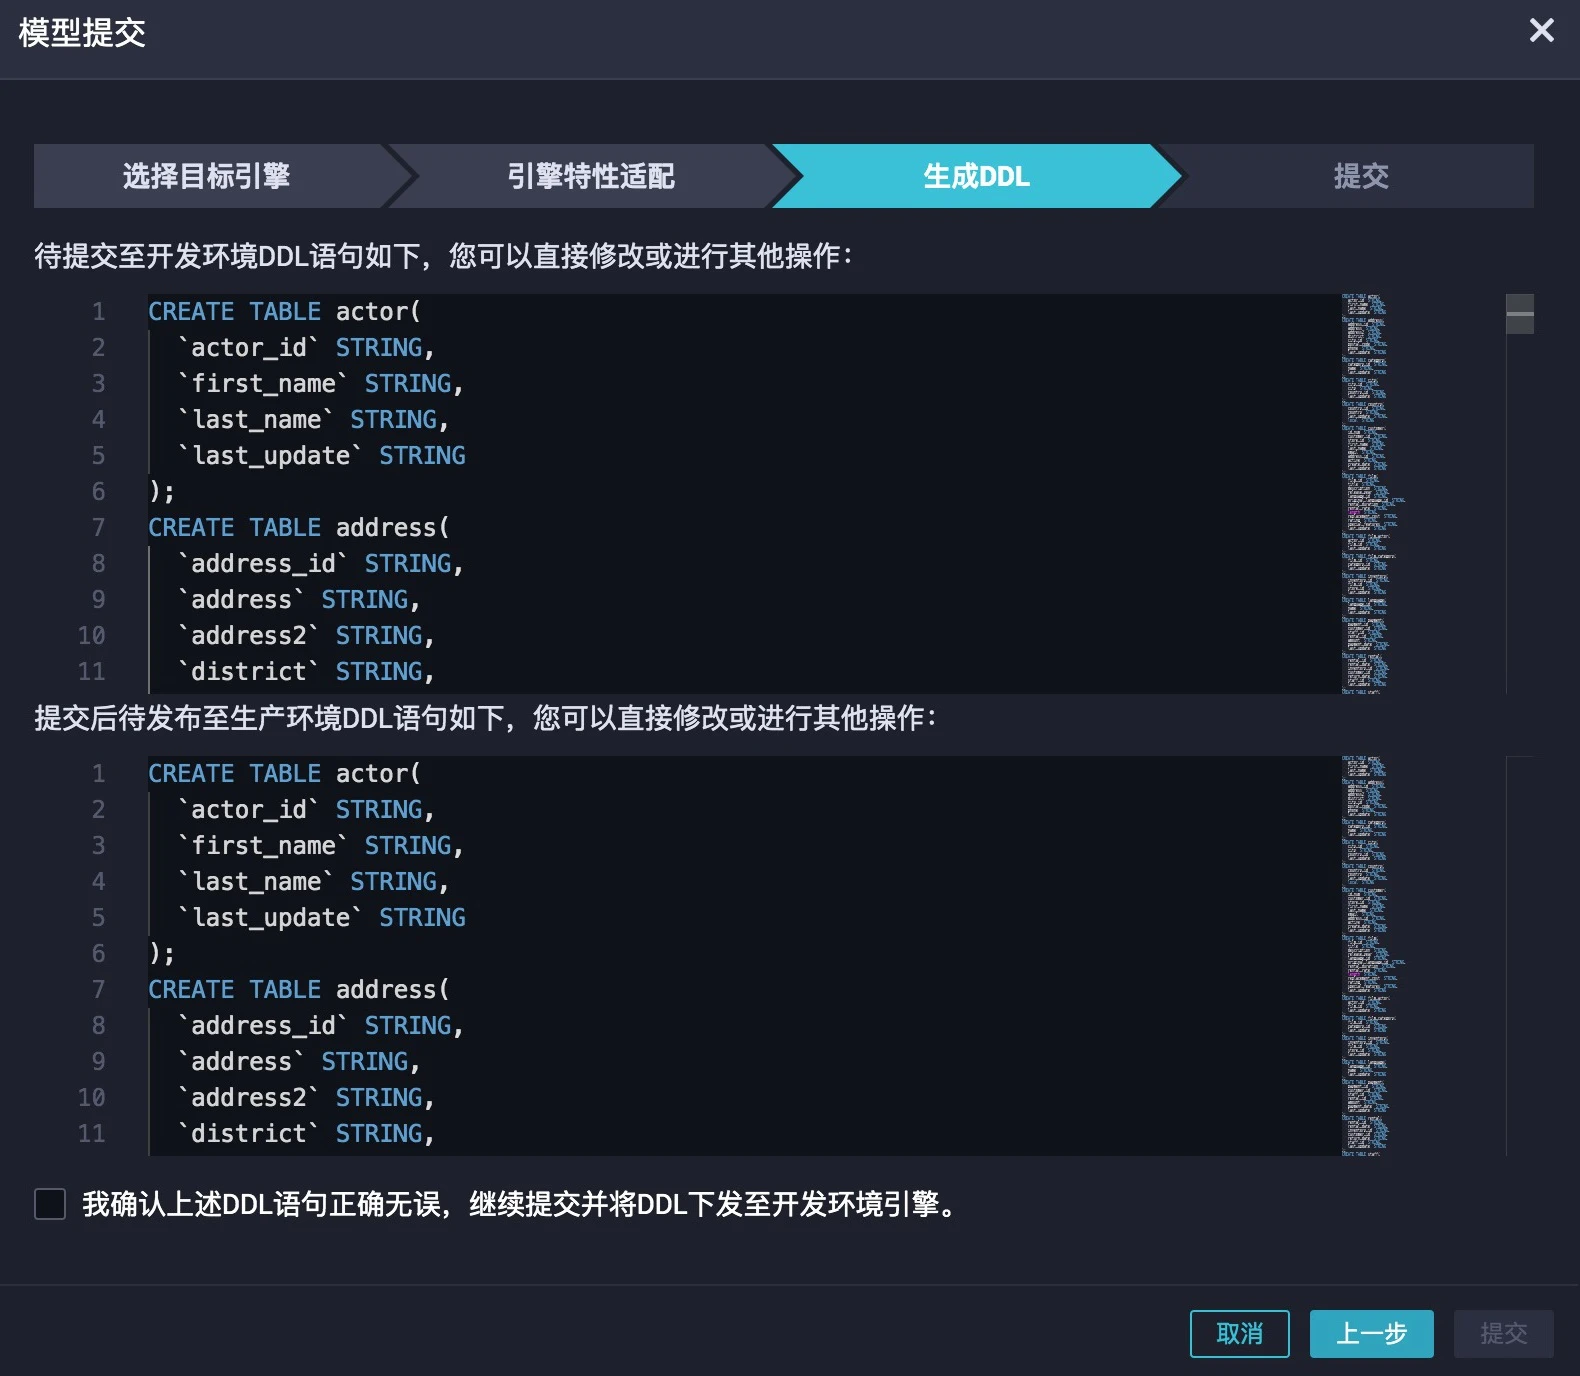 模型提交
选择目标引擎 引擎特性适配 生成DDL 提交
待提交至开发环境DDL语句如下，您可以直接修改或进行其他操作：
1 CREATE TABLE actor(
2 `actor_id` STRING,
3 `first_name` STRING,
4 `last_name` STRING,
5 `last_update` STRING
6 );
7 CREATE TABLE address(
8 `address_id` STRING,
9 `address` STRING,
10 `address2` STRING,
11 `district` STRING,
提交后待发布至生产环境DDL语句如下，您可以直接修改或进行其他操作：
1 CREATE TABLE actor(
2 `actor_id` STRING,
3 `first_name` STRING,
4 `last_name` STRING,
5 `last_update` STRING
6 );
7 CREATE TABLE address(
8 `address_id` STRING,
9 `address` STRING,
10 `address2` STRING,
11 `district` STRING,
我确认上述DDL语句正确无误，继续提交并将DDL下发至开发环境引擎。
取消 上一步 提交